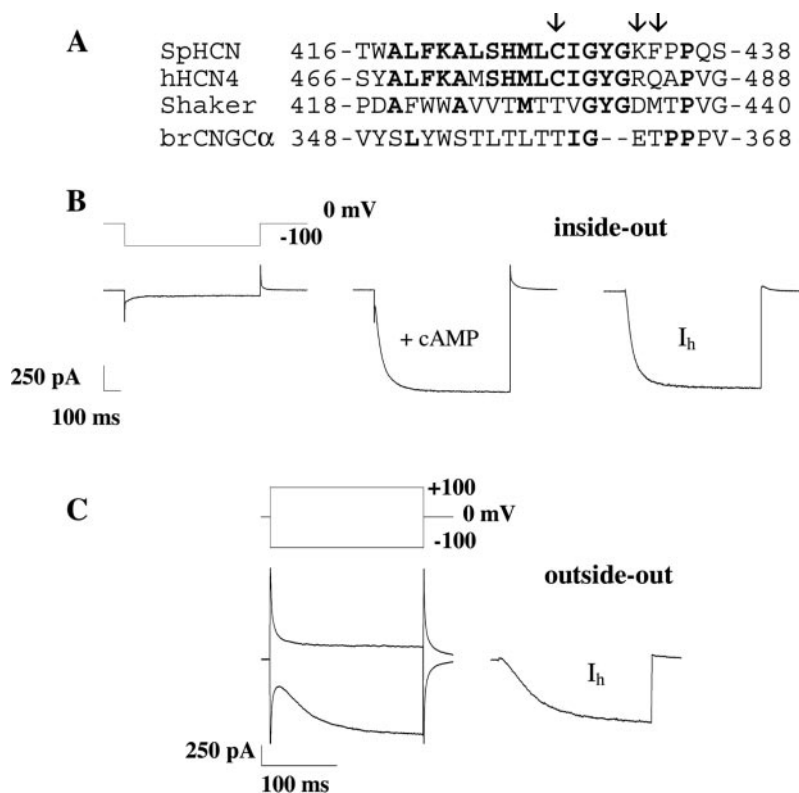 A
SpHCN 416-TWALFKALSHMLCIGYGKFPPQS-438
hHCN4 466-SYALFKAMSHMLCIGYGRQAPVG-488
Shaker 418-PDAFWWAVVTMTTVGYGDMTPVG-440
brCNGCα 348-VYSLYWSTLTLTTIG--ETPPPV-368
B
0 mV
-100
inside-out
+ cAMP
Ih
250 pA
100 ms
C
+100
0 mV
-100
outside-out
Ih
250 pA
100 ms